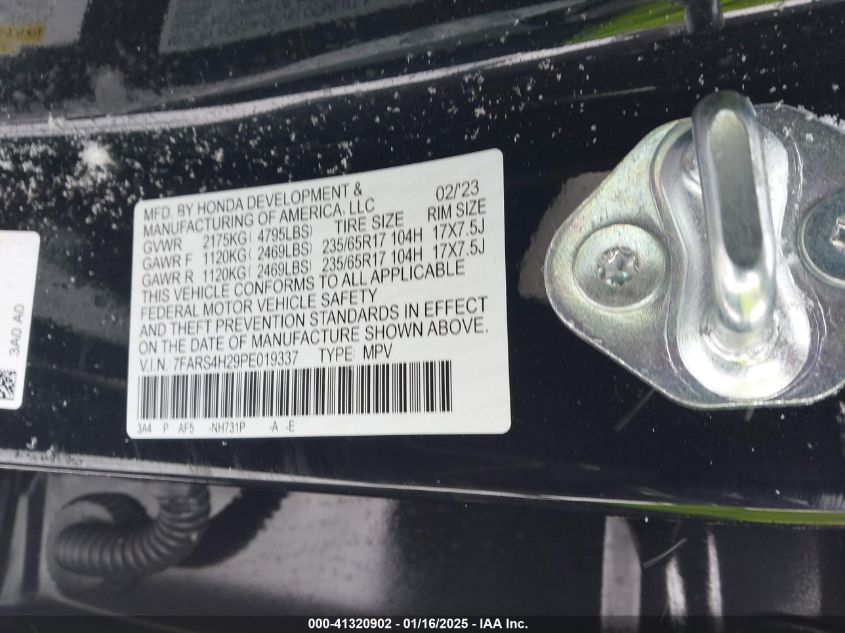 MFD. BY HONDA DEVELOPMENT & 02/'23
MANUFACTURING OF AMERICA, LLC
TIRE SIZE RIM SIZE
GVWR 2175KG( 4795LBS)
GAWR F 1120KG( 2469LBS) 235/65R17 104H 17X7.5J
GAWR R 1120KG( 2469LBS) 235/65R17 104H 17X7.5J
THIS VEHICLE CONFORMS TO ALL APPLICABLE
FEDERAL MOTOR VEHICLE SAFETY
AND THEFT PREVENTION STANDARDS IN EFFECT
ON THE DATE OF MANUFACTURE SHOWN ABOVE.
V.I.N.: 7FARS4H29PE019337 TYPE: MPV
3A4 P AF5 -NH731P -A -E
3A0 A0
000-41320902 - 01/16/2025 - IAA Inc.